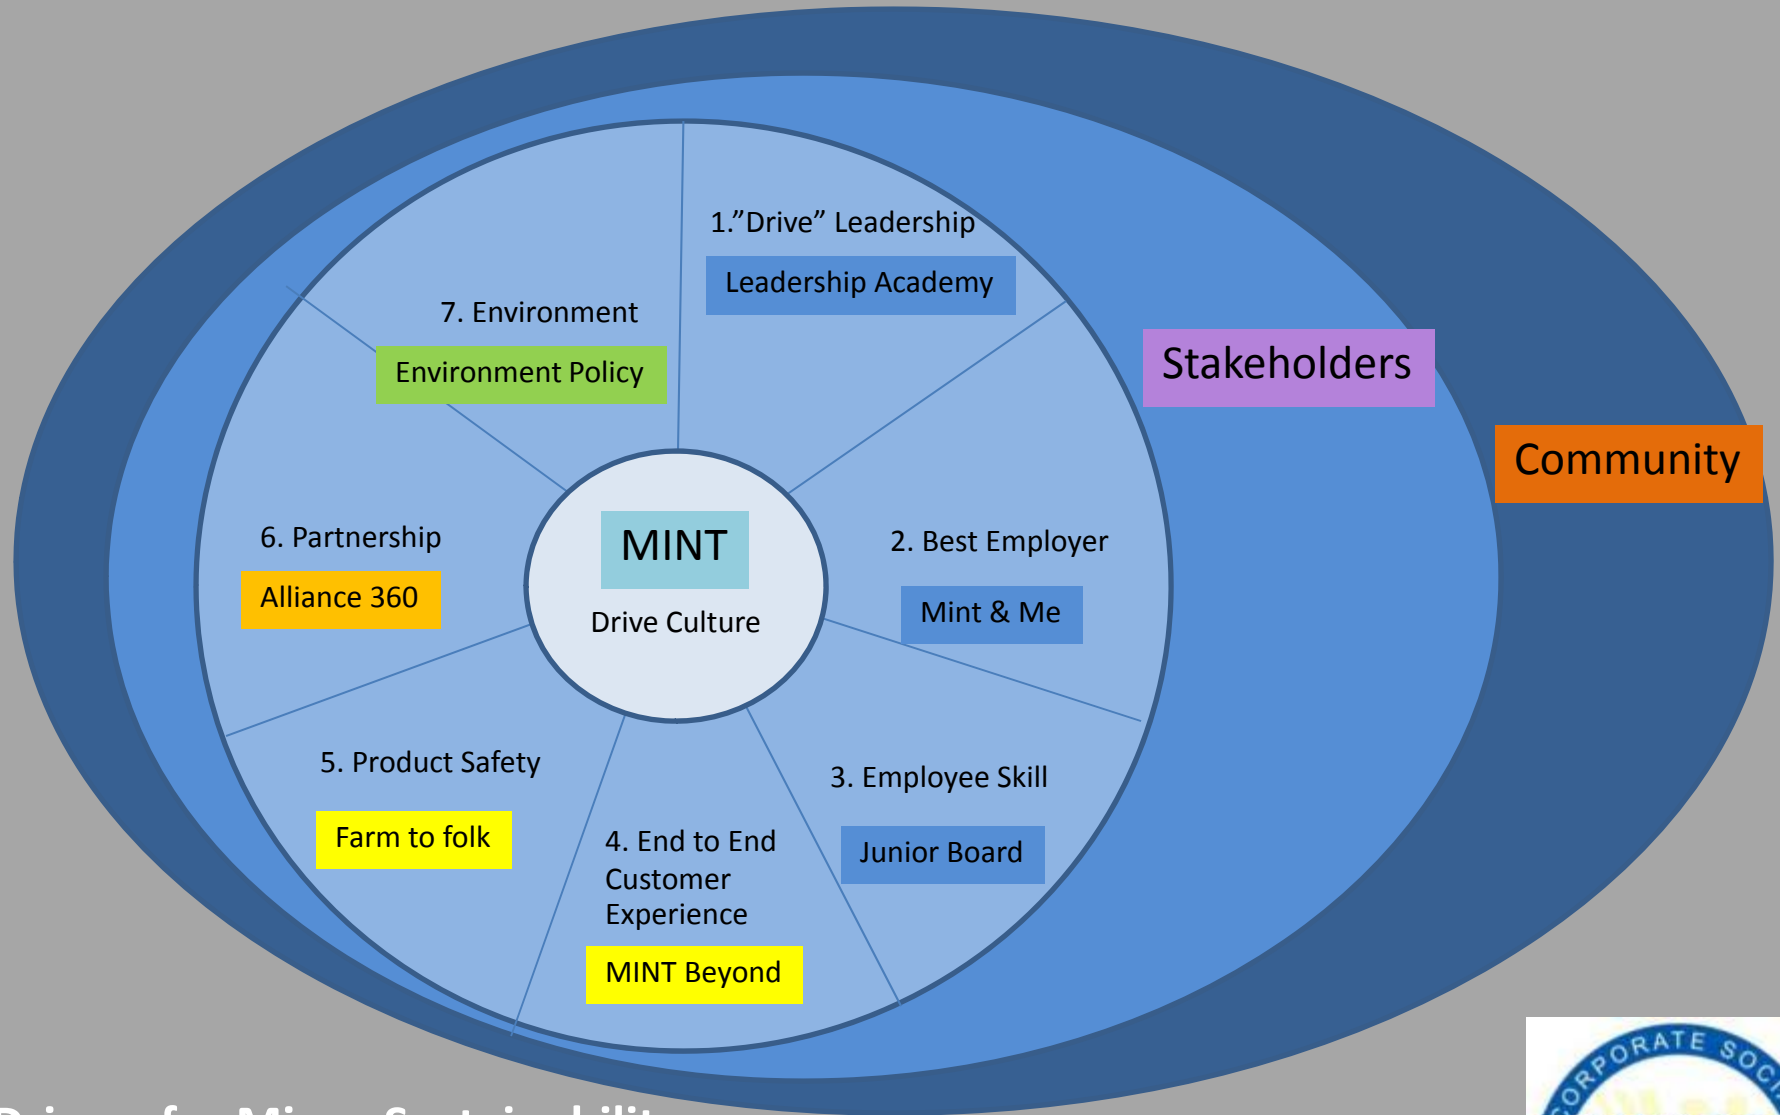 1.”Drive” Leadership
Leadership Academy
7. Environment
Environment Policy
Stakeholders
Community
6. Partnership
Alliance 360
MINT
Drive Culture
2. Best Employer
Mint & Me
5. Product Safety
Farm to folk
4. End to End
Customer
Experience
MINT Beyond
3. Employee Skill
Junior Board